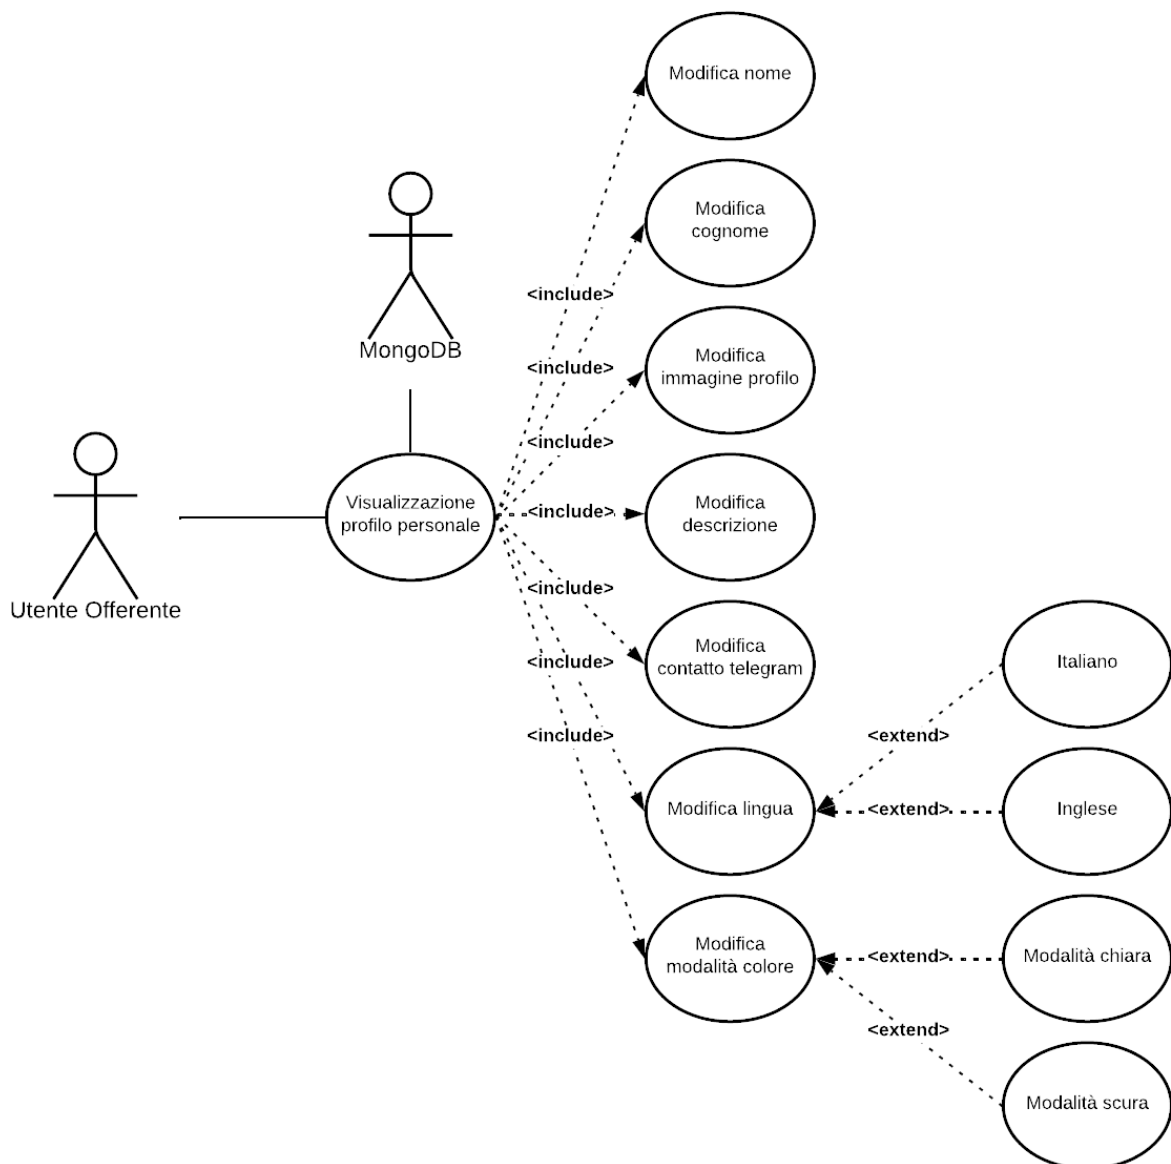 Modifica nome
Modifica
cognome
<include>
MongoDB
<include>
Modifica
immagine profilo
<include>
Visualizzazione
profilo personale
<include>
Modifica
descrizione
Utente Offerente
<include>
Modifica
contatto telegram
<include>
Italiano
<include>
<extend>
Modifica lingua
<extend>
Inglese
Modifica
modalità colore
<extend>
Modalità chiara
<extend>
Modalità scura